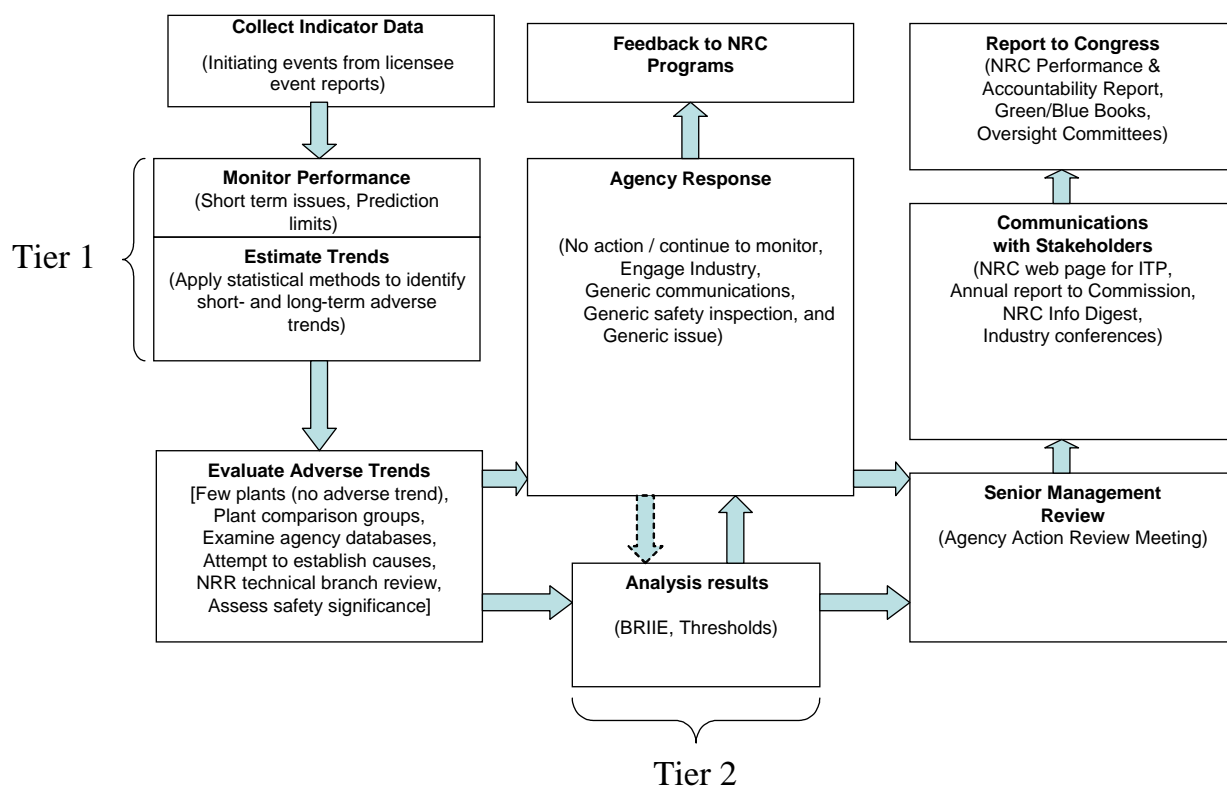 Collect Indicator Data
(Initiating events from licensee
event reports)
Tier 1
Monitor Performance
(Short term issues, Prediction
limits)
Estimate Trends
(Apply statistical methods to identify
short- and long-term adverse
trends)
Evaluate Adverse Trends
[Few plants (no adverse trend),
Plant comparison groups,
Examine agency databases,
Attempt to establish causes,
NRR technical branch review,
Assess safety significance]
Feedback to NRC
Programs
Agency Response
(No action / continue to monitor,
Engage Industry,
Generic communications,
Generic safety inspection, and
Generic issue)
Analysis results
(BRIIE, Thresholds)
Tier 2
Report to Congress
(NRC Performance &
Accountability Report,
Green/Blue Books,
Oversight Committees)
Communications
with Stakeholders
(NRC web page for ITP,
Annual report to Commission,
NRC Info Digest,
Industry conferences)
Senior Management
Review
(Agency Action Review Meeting)